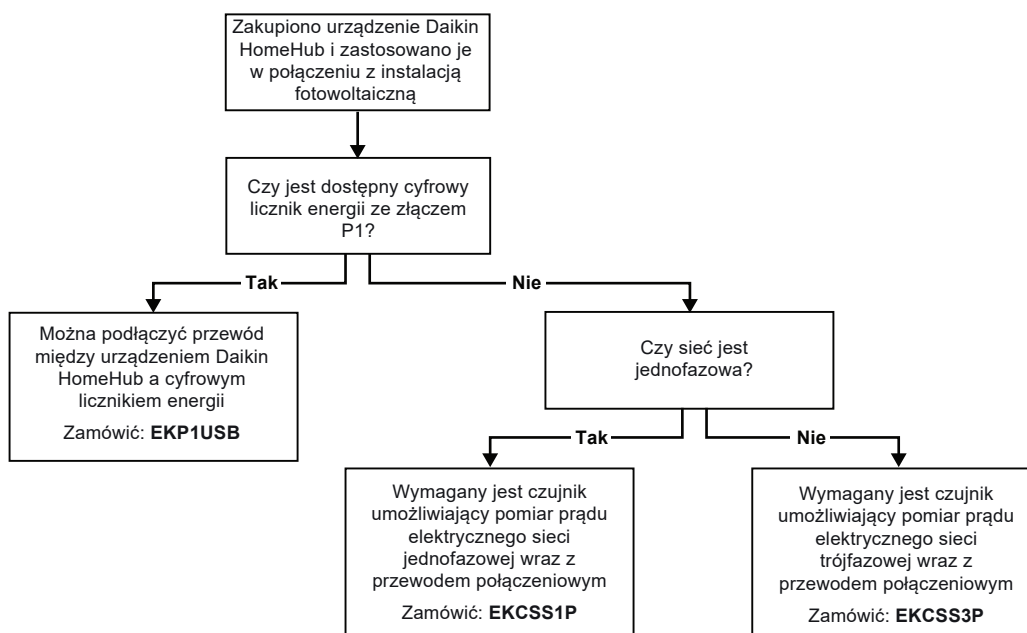 Zakupiono urządzenie Daikin
HomeHub i zastosowano je
w połączeniu z instalacją
fotowoltaiczną
Czy jest dostępny cyfrowy
licznik energii ze złączem
P1?
Tak
Nie
Można podłączyć przewód
między urządzeniem Daikin
HomeHub a cyfrowym
licznikiem energii
Zamówić: EKP1USB
Czy sieć jest
jednofazowa?
Tak
Nie
Wymagany jest czujnik
umożliwiający pomiar prądu
elektrycznego sieci
jednofazowej wraz z
przewodem połączeniowym
Zamówić: EKCSS1P
Wymagany jest czujnik
umożliwiający pomiar prądu
elektrycznego sieci
trójfazowej wraz z
przewodem połączeniowym
Zamówić: EKCSS3P